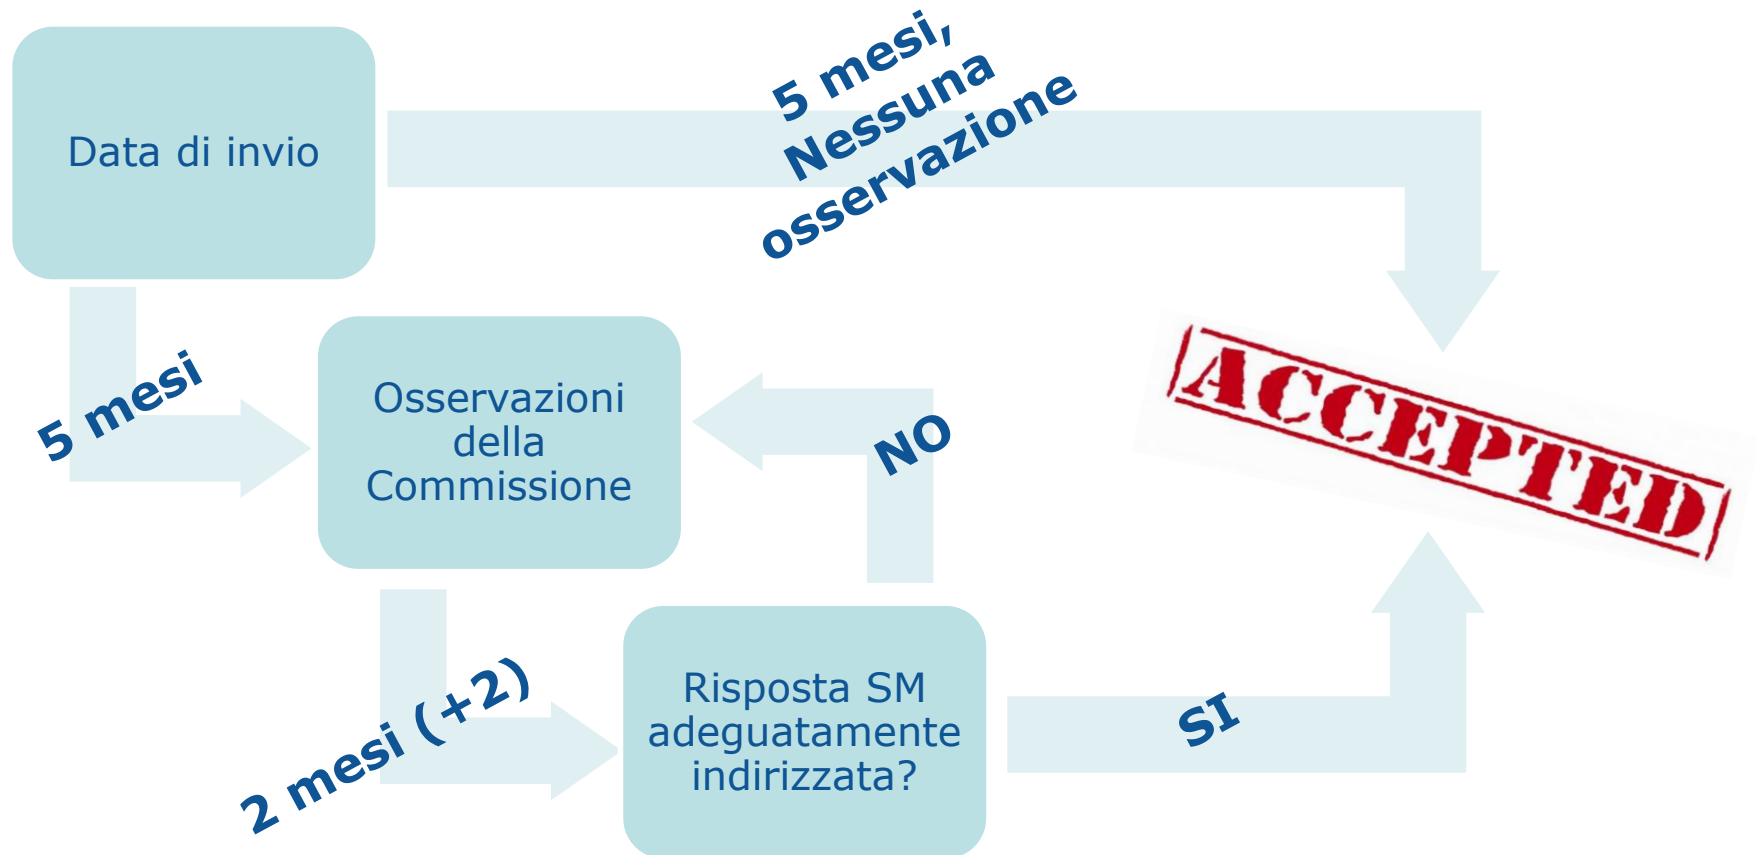 Data di invio
5 mesi,
Nessuna
osservazione
5 mesi
Osservazioni
della
Commissione
NO
ACCEPTED
2 mesi (+2)
Risposta SM
adeguatamente
indirizzata?
SI